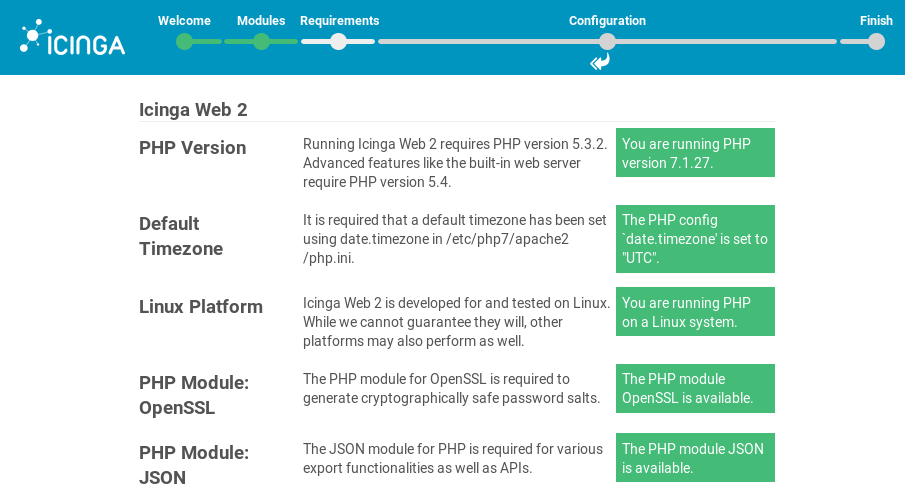 Welcome Modules Requirements Configuration Finish
ICINGA
Icinga Web 2
PHP Version
Running Icinga Web 2 requires PHP version 5.3.2.
Advanced features like the built-in web server
require PHP version 5.4.
You are running PHP
version 7.1.27.
Default
Timezone
It is required that a default timezone has been set
using date.timezone in /etc/php7/apache2
/php.ini.
The PHP config
`date.timezone' is set to
"UTC".
Linux Platform
Icinga Web 2 is developed for and tested on Linux.
While we cannot guarantee they will, other
platforms may also perform as well.
You are running PHP
on a Linux system.
PHP Module:
OpenSSL
The PHP module for OpenSSL is required to
generate cryptographically safe password salts.
The PHP module
OpenSSL is available.
PHP Module:
JSON
The JSON module for PHP is required for various
export functionalities as well as APIs.
The PHP module JSON
is available.